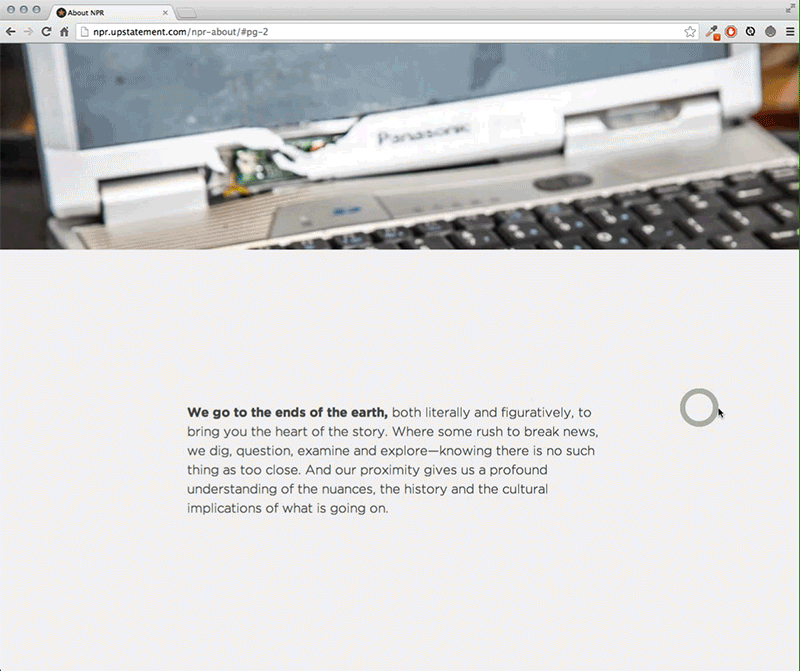 About NPR
npr.upstatement.com/npr-about/#pg-2
Panasonic
We go to the ends of the earth, both literally and figuratively, to
bring you the heart of the story. Where some rush to break news,
we dig, question, examine and explore—knowing there is no such
thing as too close. And our proximity gives us a profound
understanding of the nuances, the history and the cultural
implications of what is going on.